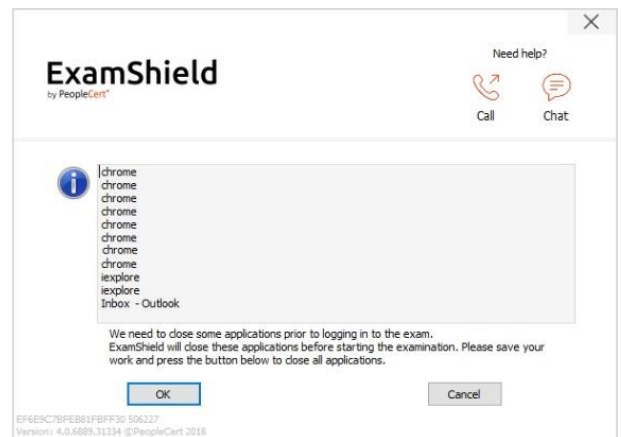 Need help?
ExamShield
by PeopleCert
Call
Chat
chrome
chrome
chrome
chrome
chrome
chrome
chrome
chrome
iexplore
iexplore
Inbox - Outlook
We need to close some applications prior to logging in to the exam.
ExamShield will close these applications before starting the examination. Please save your
work and press the button below to close all applications.
OK
Cancel
EF6E9C7BFEB81FBFF30 506227
Version: 4.0.6689.31334 ©PeopleCert 2018